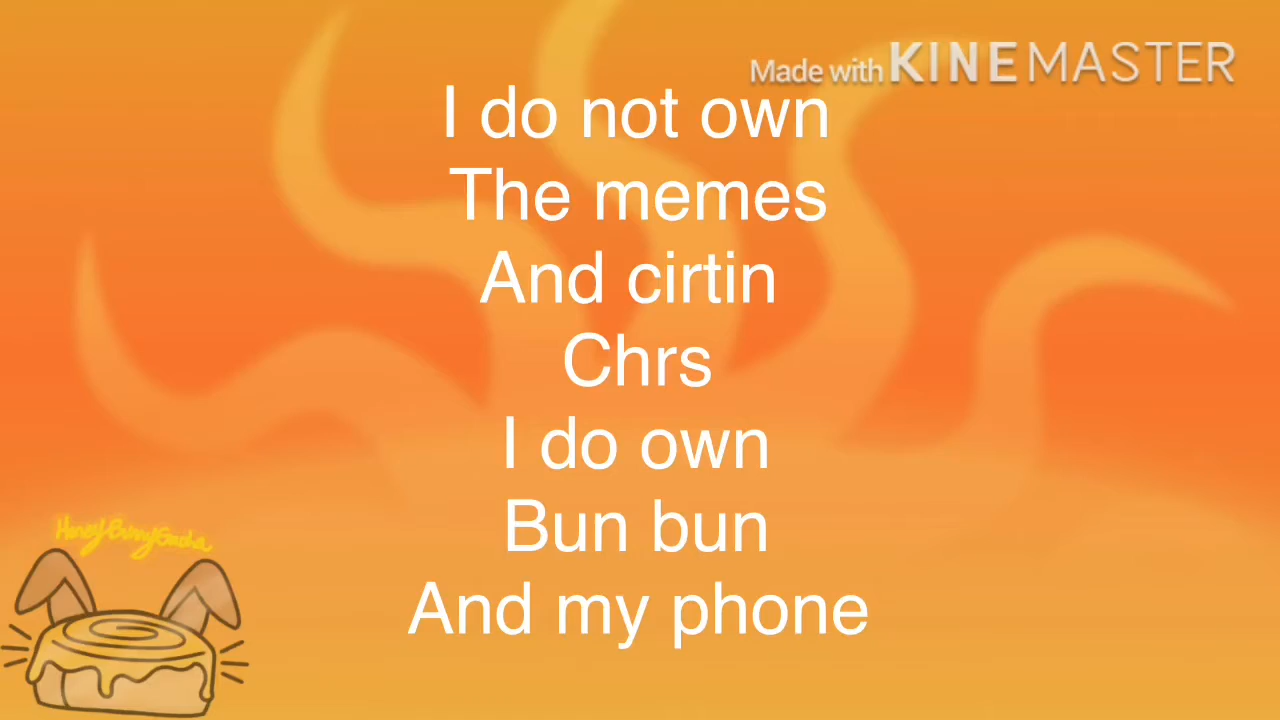 Made with KINEMASTER
I do not own
The memes
And cirtin
Chrs
I do own
Bun bun
And my phone
HoneyBunnyGacha